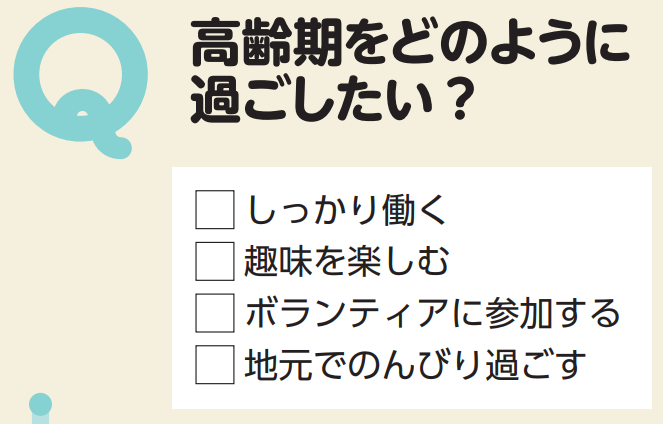 Q
高齢期をどのように
過ごしたい？
しっかり働く
趣味を楽しむ
ボランティアに参加する
地元でのんびり過ごす